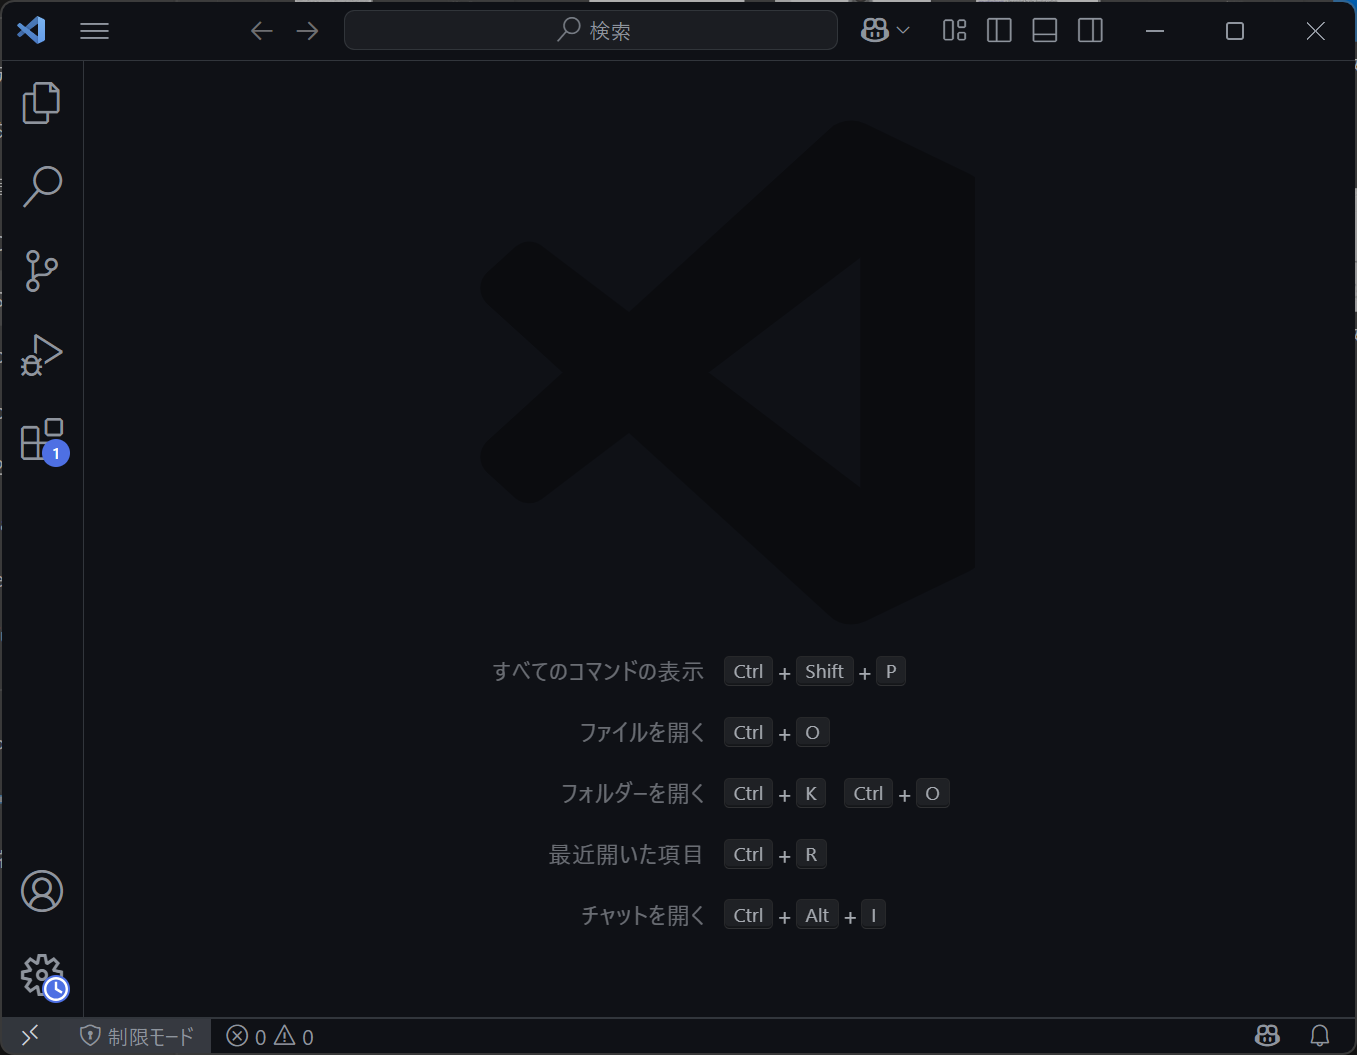 検索
1
すべてのコマンドの表示 Ctrl + Shift + P
ファイルを開く Ctrl + O
フォルダーを開く Ctrl + K Ctrl + O
最近開いた項目 Ctrl + R
チャットを開く Ctrl + Alt + I
制限モード 0 0